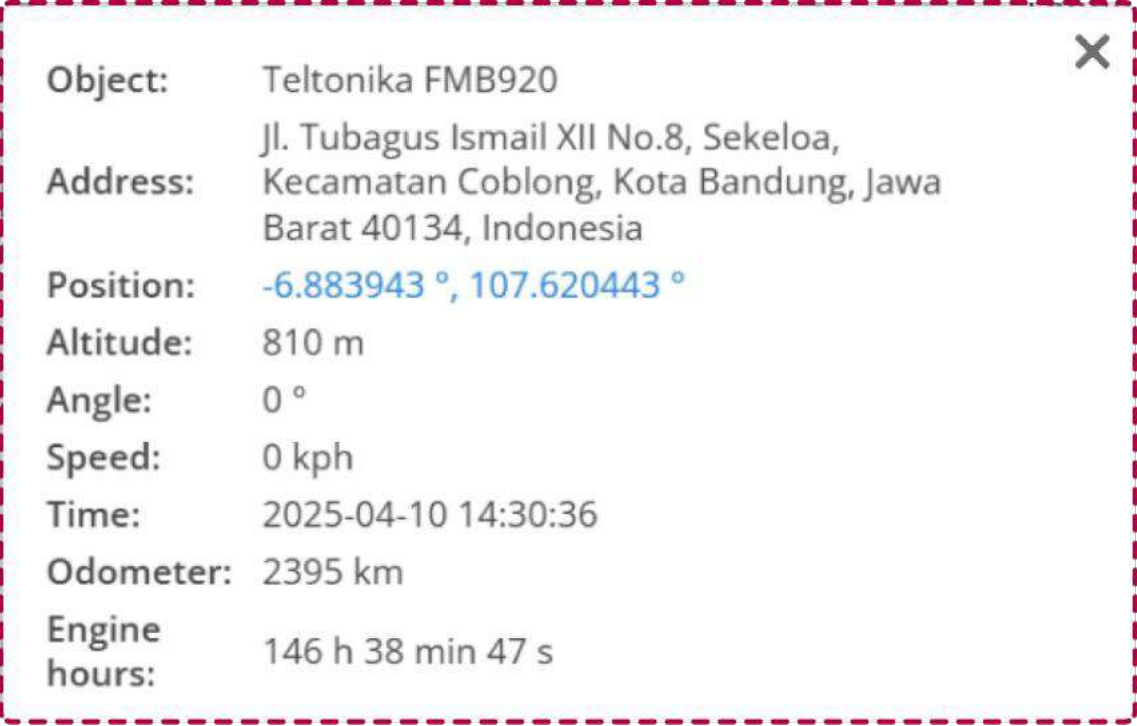 Object: Teltonika FMB920
Address: Jl. Tubagus Ismail XII No.8, Sekeloa,
Kecamatan Coblong, Kota Bandung, Jawa
Barat 40134, Indonesia
Position: -6.883943 º, 107.620443 º
Altitude: 810 m
Angle: 0 º
Speed: 0 kph
Time: 2025-04-10 14:30:36
Odometer: 2395 km
Engine
hours: 146 h 38 min 47 s